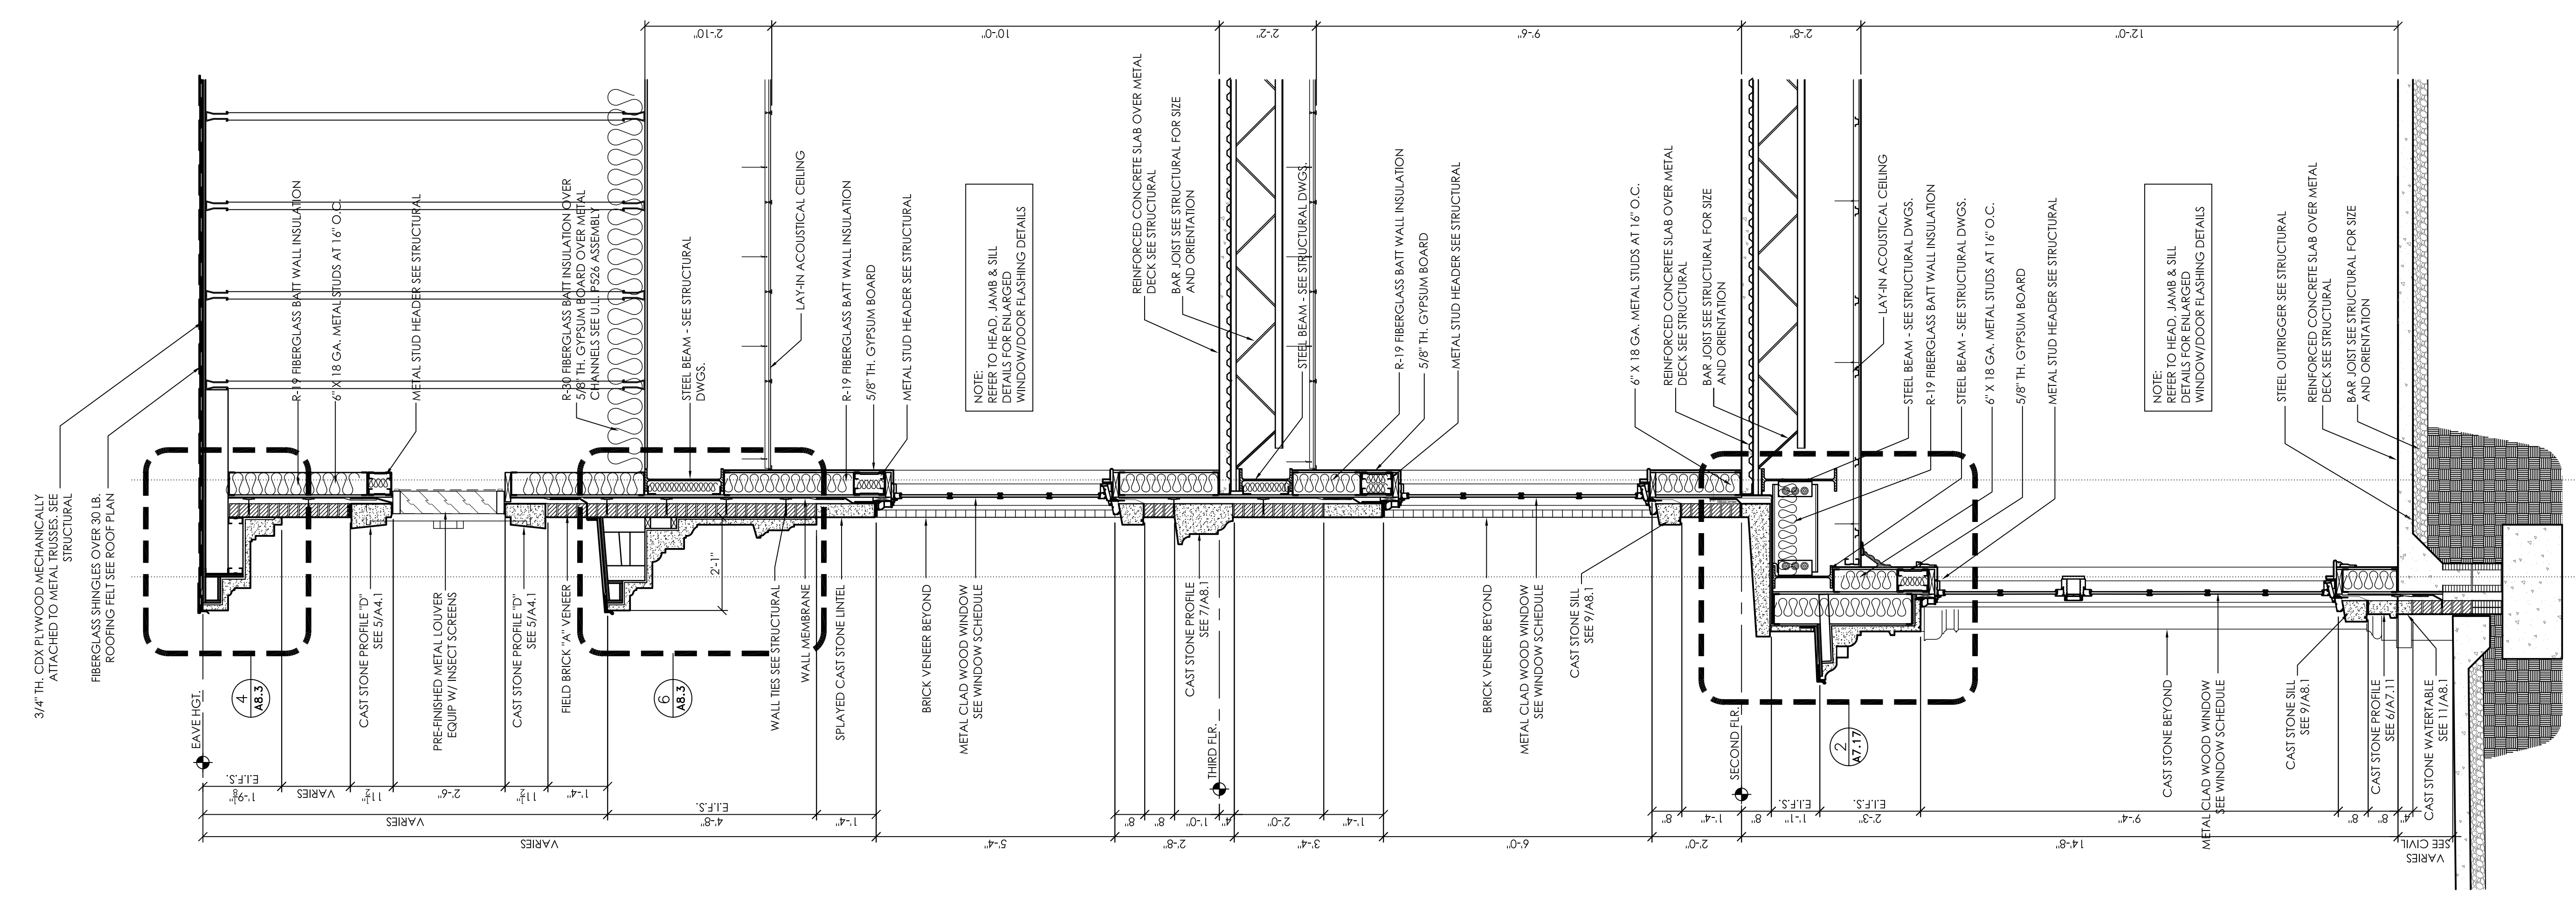 3/4" TH. CDX PLYWOOD MECHANICALLY
ATTACHED TO METAL TRUSSES. SEE
STRUCTURAL
FIBERGLASS SHINGLES OVER 30 LB.
ROOFING FELT SEE ROOF PLAN
EAVE HGT.
4
A8.3
R-19 FIBERGLASS BATT WALL INSULATION
6" X 18 GA. METAL STUDS AT 16" O.C.
METAL STUD HEADER SEE STRUCTURAL
CAST STONE PROFILE "D"
SEE 5/A4.1
PRE-FINISHED METAL LOUVER
EQUIP W/ INSECT SCREENS
CAST STONE PROFILE "D"
SEE 5/A4.1
FIELD BRICK "A" VENEER
R-30 FIBERGLASS BATT INSULATION OVER
5/8" TH. GYPSUM BOARD OVER METAL
CHANNELS SEE U.L. P526 ASSEMBLY
6
A8.3
STEEL BEAM - SEE STRUCTURAL
DWGS.
2'-1"
WALL TIES SEE STRUCTURAL
WALL MEMBRANE
SPLAYED CAST STONE LINTEL
LAY-IN ACOUSTICAL CEILING
R-19 FIBERGLASS BATT WALL INSULATION
5/8" TH. GYPSUM BOARD
METAL STUD HEADER SEE STRUCTURAL
BRICK VENEER BEYOND
METAL CLAD WOOD WINDOW
SEE WINDOW SCHEDULE
NOTE:
REFER TO HEAD, JAMB & SILL
DETAILS FOR ENLARGED
WINDOW/DOOR FLASHING DETAILS
REINFORCED CONCRETE SLAB OVER METAL
DECK SEE STRUCTURAL
BAR JOIST SEE STRUCTURAL FOR SIZE
AND ORIENTATION
CAST STONE PROFILE
SEE 7/A8.1
THIRD FLR.
STEEL BEAM - SEE STRUCTURAL DWGS.
R-19 FIBERGLASS BATT WALL INSULATION
5/8" TH. GYPSUM BOARD
METAL STUD HEADER SEE STRUCTURAL
BRICK VENEER BEYOND
METAL CLAD WOOD WINDOW
SEE WINDOW SCHEDULE
CAST STONE SILL
SEE 9/A8.1
6" X 18 GA. METAL STUDS AT 16" O.C.
REINFORCED CONCRETE SLAB OVER METAL
DECK SEE STRUCTURAL
BAR JOIST SEE STRUCTURAL FOR SIZE
AND ORIENTATION
SECOND FLR.
2
A7.17
LAY-IN ACOUSTICAL CEILING
STEEL BEAM - SEE STRUCTURAL DWGS.
R-19 FIBERGLASS BATT WALL INSULATION
STEEL BEAM - SEE STRUCTURAL DWGS.
6" X 18 GA. METAL STUDS AT 16" O.C.
5/8" TH. GYPSUM BOARD
METAL STUD HEADER SEE STRUCTURAL
CAST STONE BEYOND
METAL CLAD WOOD WINDOW
SEE WINDOW SCHEDULE
NOTE:
REFER TO HEAD, JAMB & SILL
DETAILS FOR ENLARGED
WINDOW/DOOR FLASHING DETAILS
STEEL OUTRIGGER SEE STRUCTURAL
REINFORCED CONCRETE SLAB OVER METAL
DECK SEE STRUCTURAL
BAR JOIST SEE STRUCTURAL FOR SIZE
AND ORIENTATION
CAST STONE SILL
SEE 9/A8.1
CAST STONE PROFILE
SEE 6/A7.11
CAST STONE WATERTABLE
SEE 11/A8.1
2'-10"
10'-0"
2'-2"
9'-6"
2'-8"
12'-0"
E.I.F.S.
1'-9 1/8"
VARIES
11 1/2"
2'-6"
11 1/2"
1'-4"
VARIES
E.I.F.S.
4'-8"
1'-4"
8"
8"
1'-0"
4"
2'-0"
1'-4"
8"
1'-4"
8"
E.I.F.S.
1'-1"
E.I.F.S.
2'-3"
9'-4"
8"
8"
4"
VARIES
5'-4"
2'-8"
3'-4"
6'-0"
2'-0"
14'-8"
VARIES
SEE CIVIL